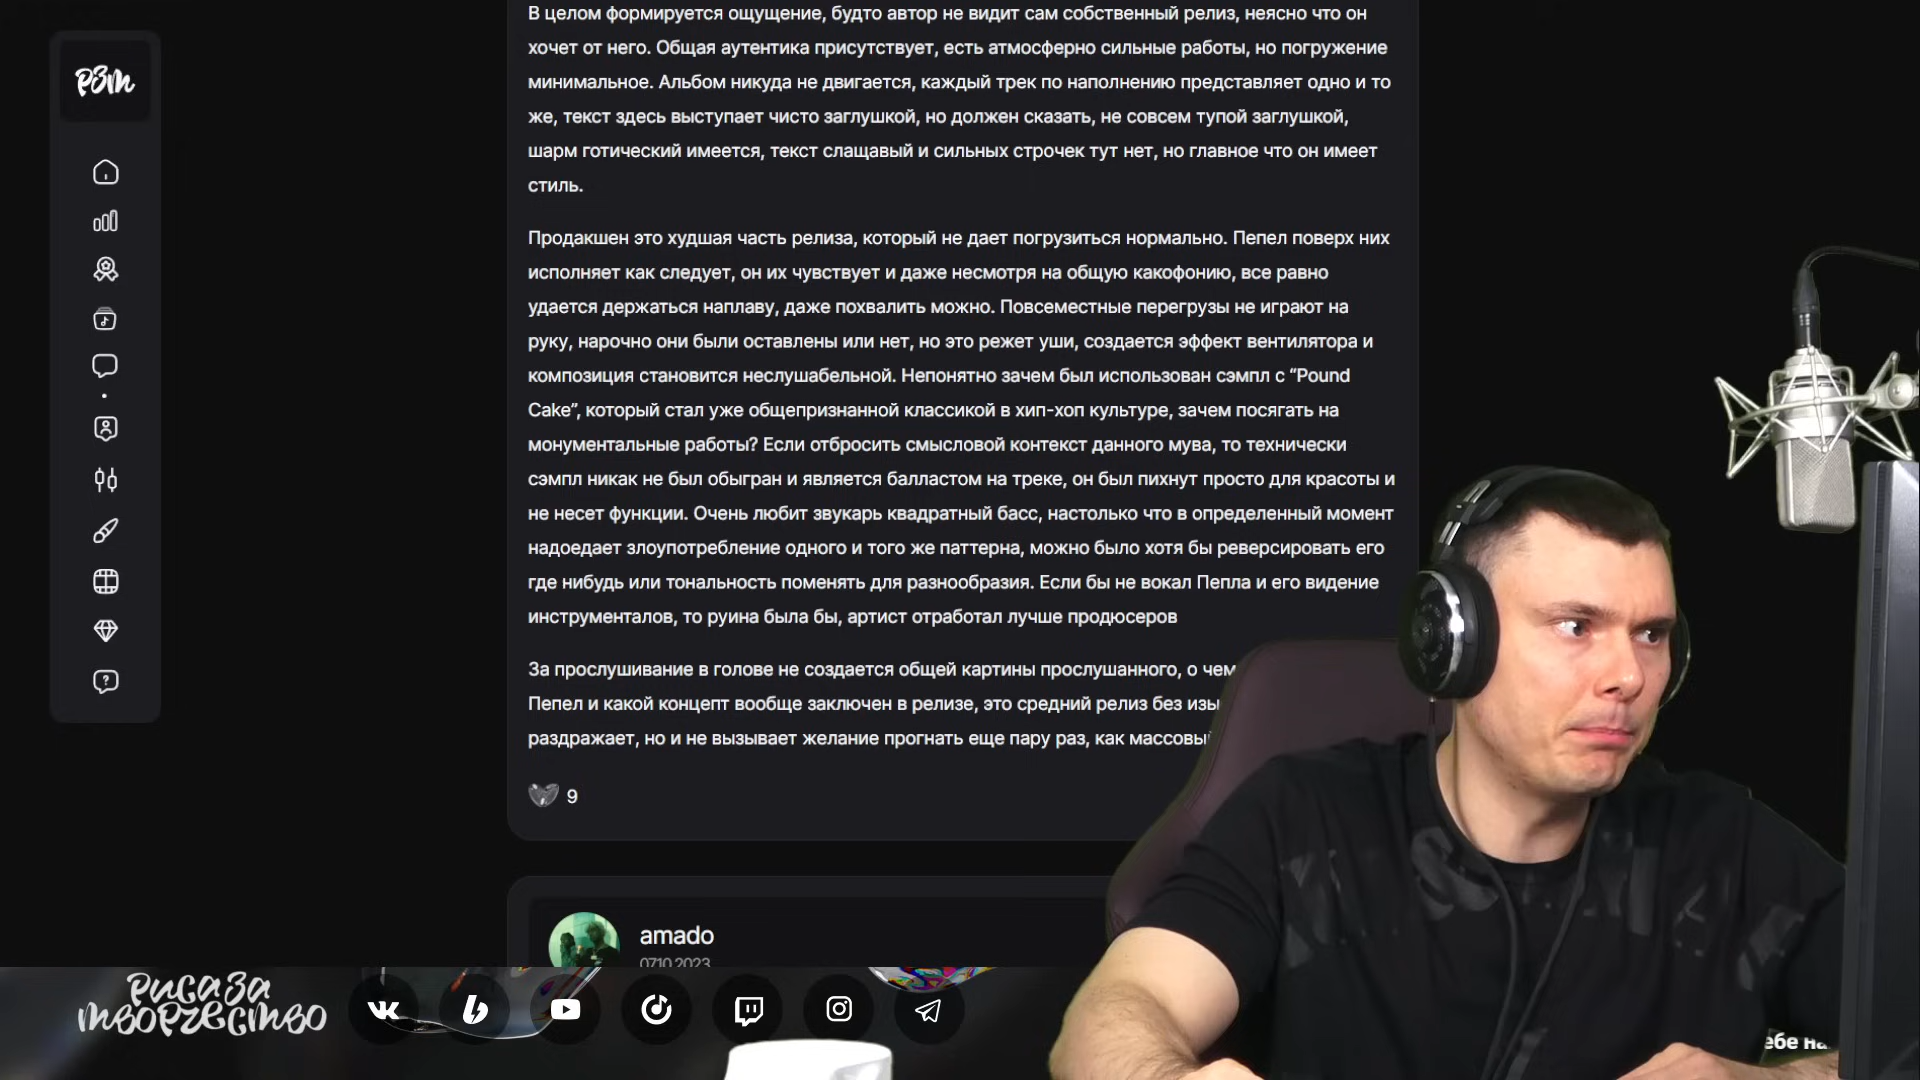 В целом формируется ощущение, будто автор не видит сам собственный релиз, неясно что он
хочет от него. Общая аутентика присутствует, есть атмосферно сильные работы, но погружение
минимальное. Альбом никуда не двигается, каждый трек по наполнению представляет одно и то
же, текст здесь выступает чисто заглушкой, но должен сказать, не совсем тупой заглушкой,
шарм готический имеется, текст слащавый и сильных строчек тут нет, но главное что он имеет
стиль.
Продакшен это худшая часть релиза, который не дает погрузиться нормально. Пепел поверх них
исполняет как следует, он их чувствует и даже несмотря на общую какофонию, все равно
удается держаться наплаву, даже похвалить можно. Повсеместные перегрузы не играют на
руку, нарочно они были оставлены или нет, но это режет уши, создается эффект вентилятора и
композиция становится неслушабельной. Непонятно зачем был использован сэмпл с “Pound
Cake”, который стал уже общепризнанной классикой в хип-хоп культуре, зачем посягать на
монументальные работы? Если отбросить смысловой контекст данного мува, то технически
сэмпл никак не был обыгран и является балластом на треке, он был пихнут просто для красоты и
не несет функции. Очень любит звукарь квадратный басс, настолько что в определенный момент
надоедает злоупотребление одного и того же паттерна, можно было хотя бы реверсировать его
где нибудь или тональность поменять для разнообразия. Если бы не вокал Пепла и его видение
инструменталов, то руина была бы, артист отработал лучше продюсеров
За прослушивание в голове не создается общей картины прослушанного, о чем
Пепел и какой концепт вообще заключен в релизе, это средний релиз без
раздражает, но и не вызывает желание прогнать еще пару раз, как
9
amado
07.10.2023
РЗТ
риса за
творчество